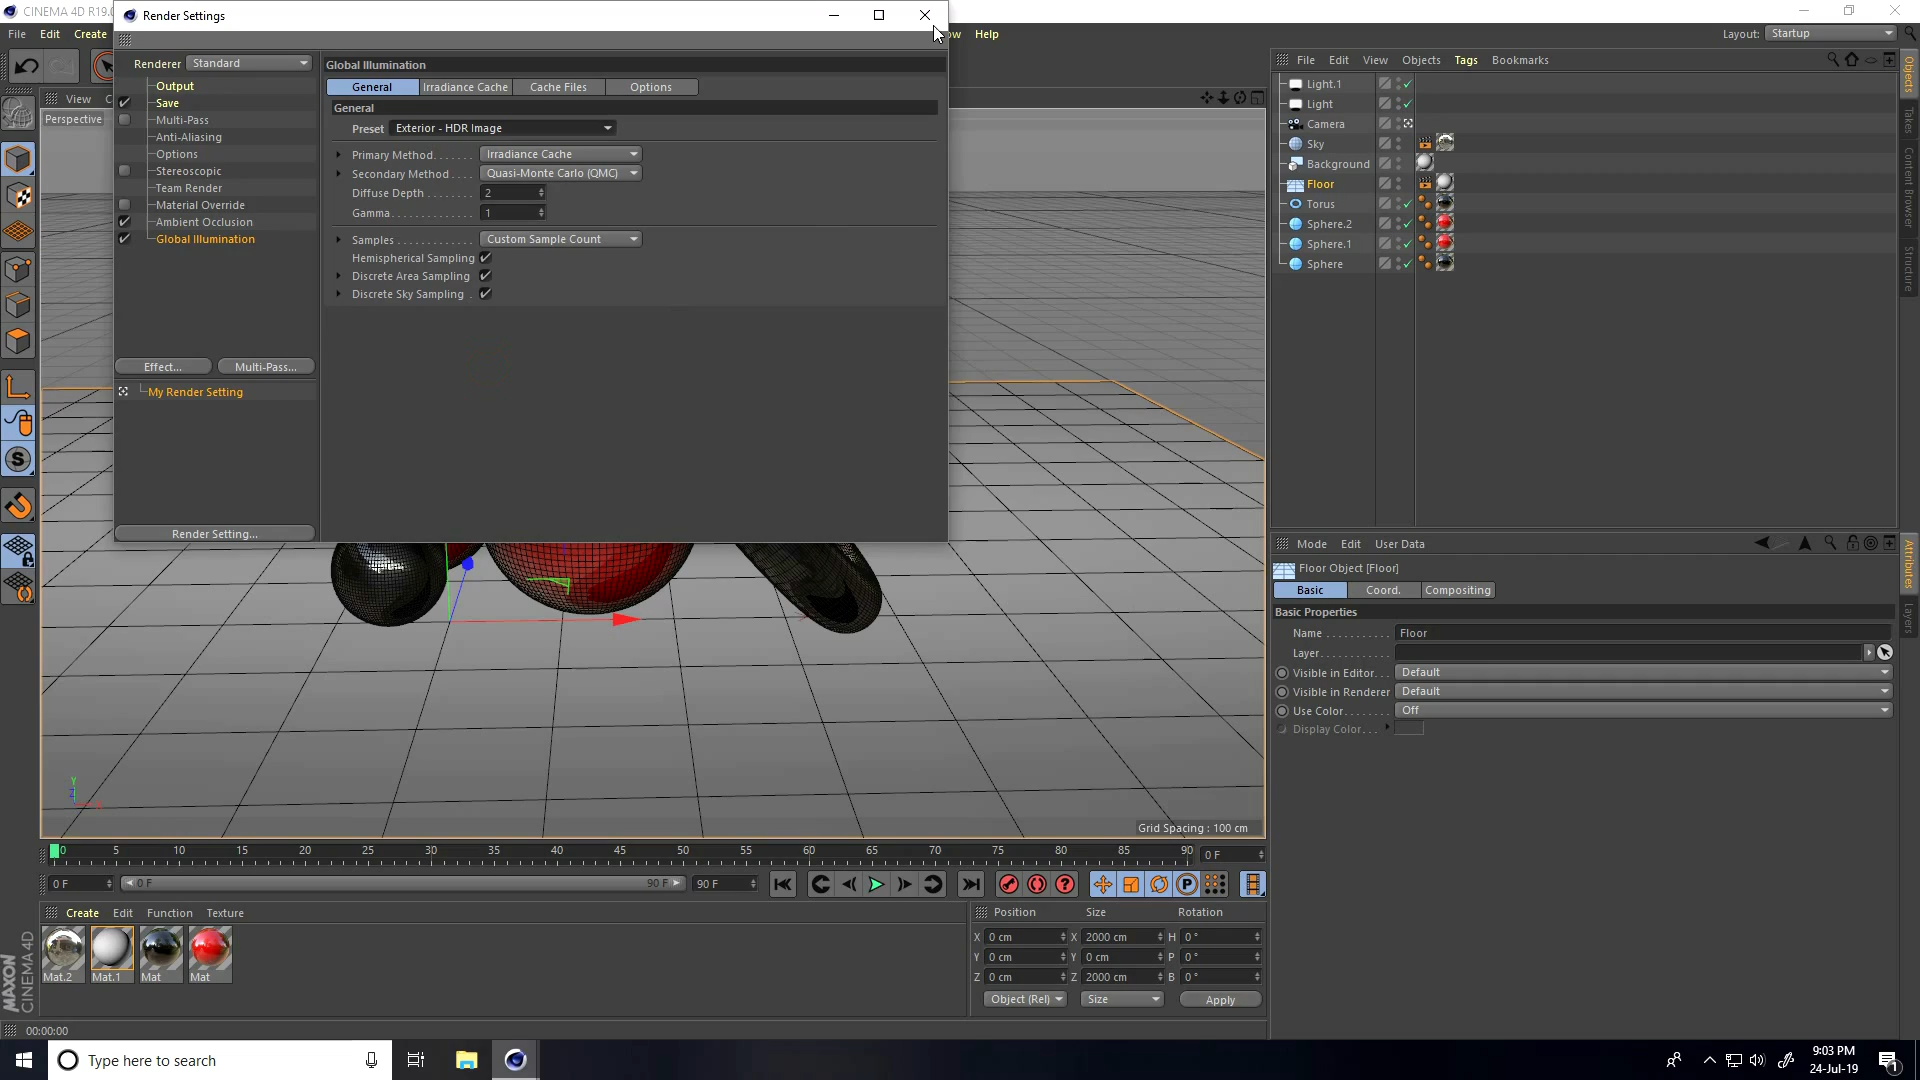 CINEMA 4D R19.0
Render Settings
File Edit Create
ow Help
Layout: Startup
Renderer Standard
Output
Save
Multi-Pass
Anti-Aliasing
Options
Stereoscopic
Team Render
Material Override
Ambient Occlusion
Global Illumination
Effect... Multi-Pass...
My Render Setting
Render Setting...
Global Illumination
General Irradiance Cache Cache Files Options
General
Preset Exterior - HDR Image
Primary Method....... Irradiance Cache
Secondary Method.... Quasi-Monte Carlo (QMC)
Diffuse Depth........ 2
Gamma............. 1
Samples............. Custom Sample Count
Hemispherical Sampling
Discrete Area Sampling
Discrete Sky Sampling .
View C
Perspective
Y
Z X
Grid Spacing : 100 cm
File Edit View Objects Tags Bookmarks
Light.1
Light
Camera
Sky
Background
Floor
Torus
Sphere.2
Sphere.1
Sphere
Objects
Takes
Content Browser
Structure
Mode Edit User Data
Floor Object [Floor]
Basic Coord. Compositing
Basic Properties
Name........... Floor
Layer............
Visible in Editor... Default
Visible in Renderer Default
Use Color........ Off
Display Color...
Attributes
Layers
0 5 10 15 20 25 30 35 40 45 50 55 60 65 70 75 80 85 90 0 F
0 F 0 F 90 F 90 F
Create Edit Function Texture
Mat.2 Mat.1 Mat Mat
MAXON
CINEMA 4D
Position Size Rotation
X 0 cm X 2000 cm H 0 °
Y 0 cm Y 0 cm P 0 °
Z 0 cm Z 2000 cm B 0 °
Object (Rel) Size Apply
00:00:00
Type here to search
9:03 PM
24-Jul-19
1